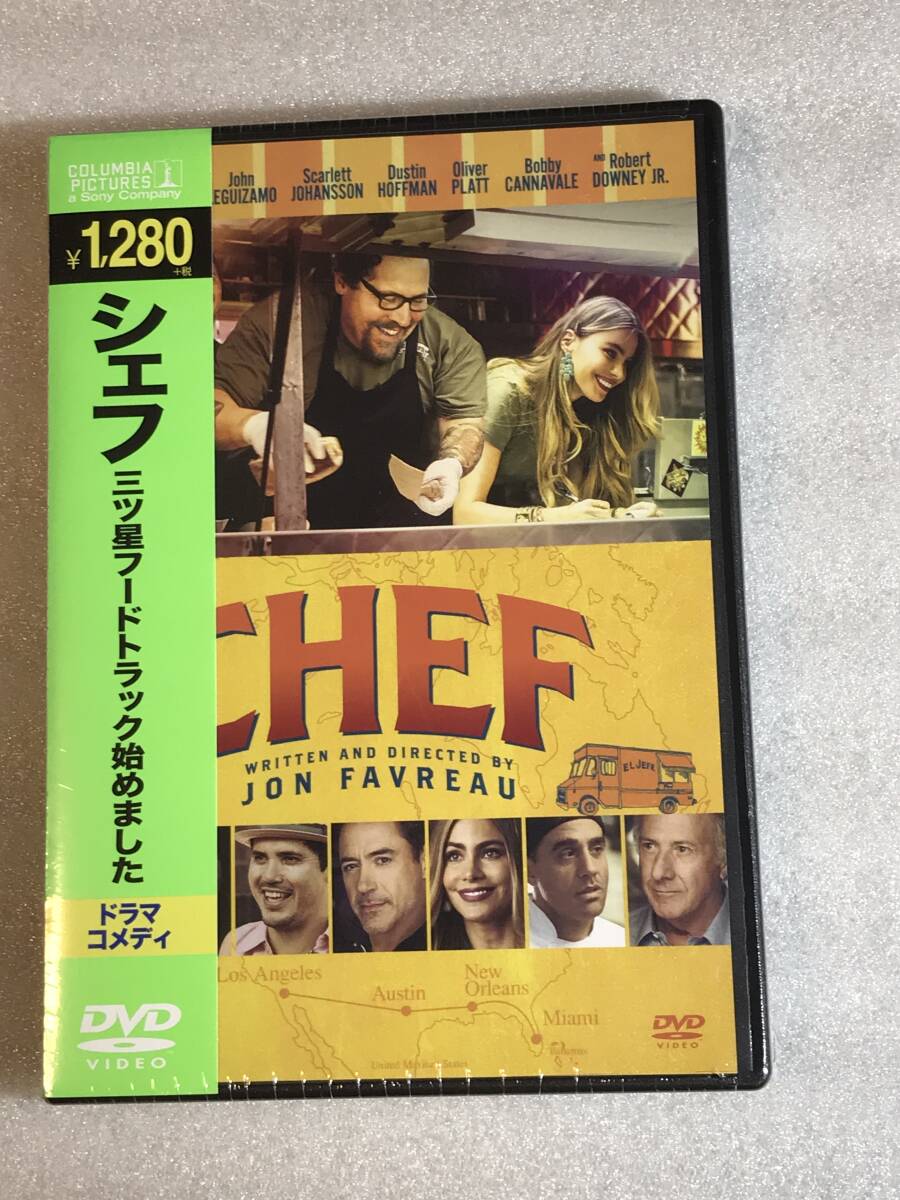 COLUMBIA
PICTURES
a Sony Company
¥1,280
+税
シェフ
三ツ星フードトラック始めました
ドラマ
コメディ
DVD
VIDEO
John
EGUIZAMO
Scarlett
JOHANSSON
Dustin
HOFFMAN
Oliver
PLATT
Bobby
CANNAVALE
AND Robert
DOWNEY JR.
CHEF
WRITTEN AND DIRECTED BY
JON FAVREAU
EL JEFE
Los Angeles
Austin
New
Orleans
Miami
Bahamas
DVD
VIDEO